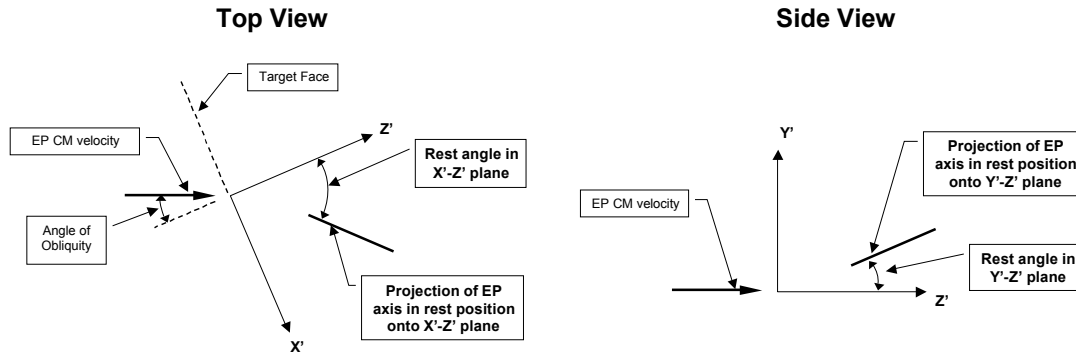 Top View
Target Face
EP CM velocity
Z’
Rest angle in
X’-Z’ plane
Angle of
Obliquity
Projection of EP
axis in rest position
onto X’-Z’ plane
X’
Side View
Y’
Projection of EP
axis in rest position
onto Y’-Z’ plane
EP CM velocity
Rest angle in
Y’-Z’ plane
Z’